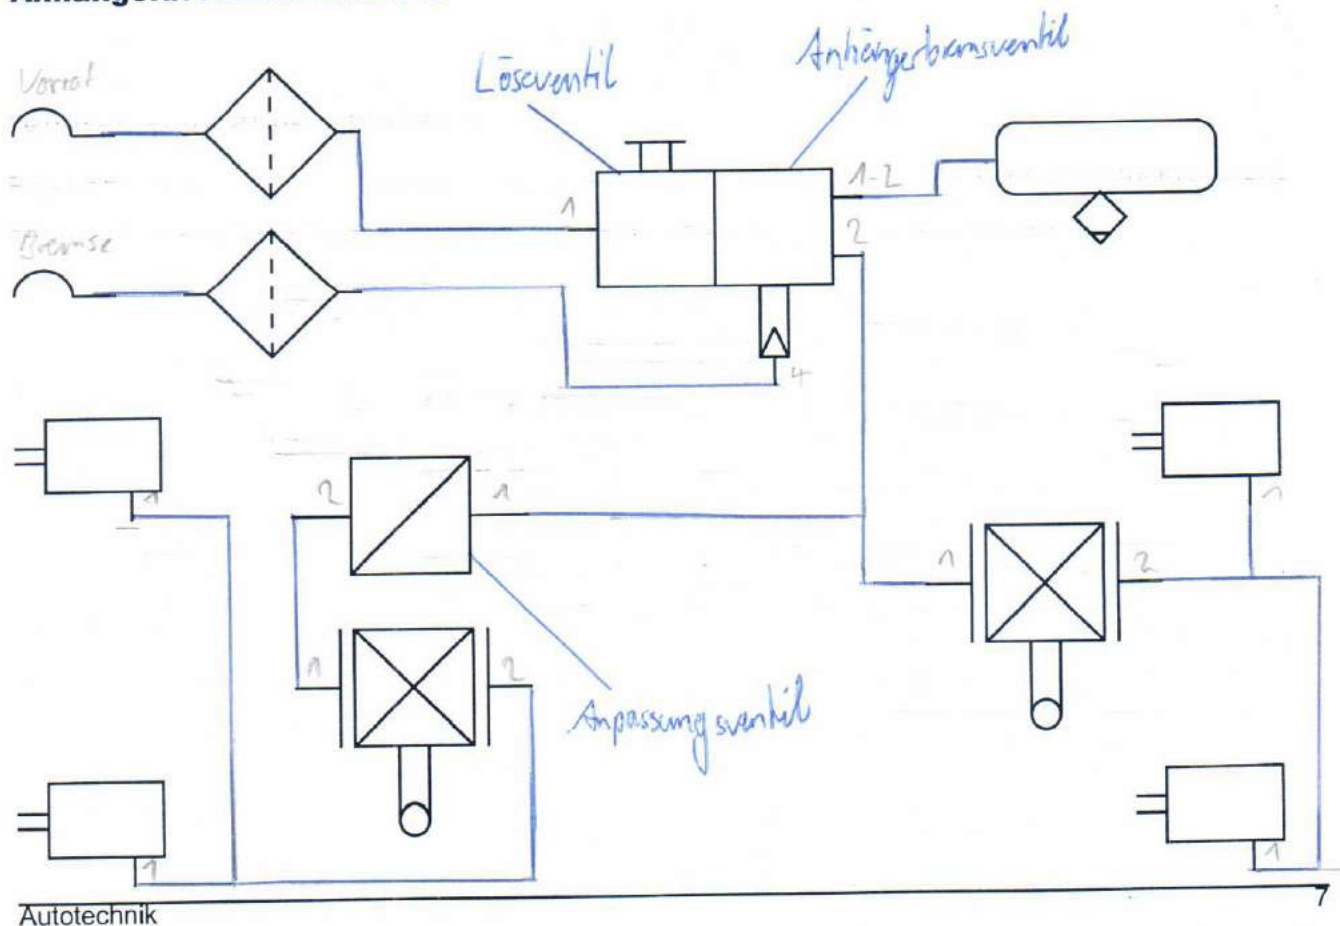 Vorrat
Löseventil
Anhängerbremsventil
1-2
1
2
Bremse
4
1
2
1
1
1
2
1
2
Anpassungsventil
1
1
Autotechnik
7